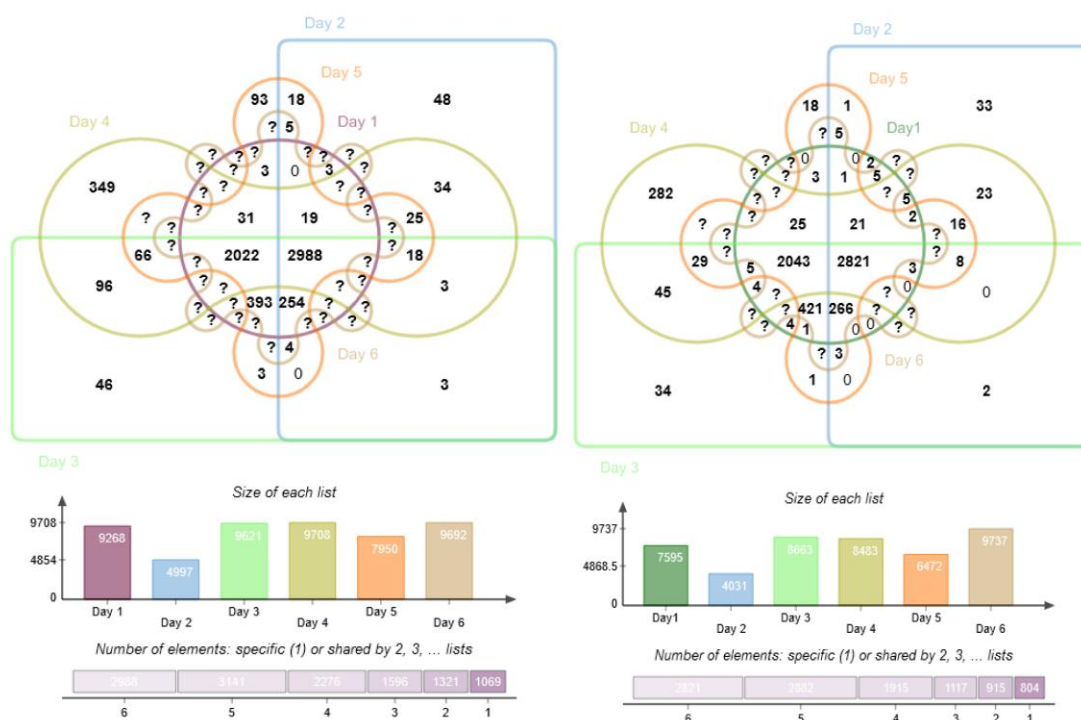 Day 2
Day 5
93 18
48
? 5
Day 4
Day 1
? ? ? ? ? ?
? ? 3 0 3 ?
349
? ? ? ?
34
? ? ?
31 19
25
? ?
? ?
66
2022 2988
18
96
? ? ? ?
3
? ? 393 254 ? ?
? ? ? ? ? ?
? 4
Day 6
3 0
46
3
Day 3
Size of each list
9708
4854
0
9268
4997
9621
9708
7950
9692
Day 1
Day 2
Day 3
Day 4
Day 5
Day 6
Number of elements: specific (1) or shared by 2, 3, ... lists
2988 3141 2276 1596 1321 1069
6 5 4 3 2 1
Day 2
Day 5
18 1
33
? 5
Day 4
Day1
? ? 0 0 2 ?
? ? 3 1 5 ?
282
? ? ? 5
23
? ? 2
25 21
16
? ?
? ?
29
2043 2821
8
5 3
45
4 ? ? 0
0
? ? 421 266 ? ?
? 4 1 0 0 ?
? 3
Day 6
1 0
34
2
Day 3
Size of each list
9737
4868.5
0
7595
4031
8663
8483
6472
9737
Day1
Day 2
Day 3
Day 4
Day 5
Day 6
Number of elements: specific (1) or shared by 2, 3, ... lists
2821 2882 1915 1117 915 804
6 5 4 3 2 1